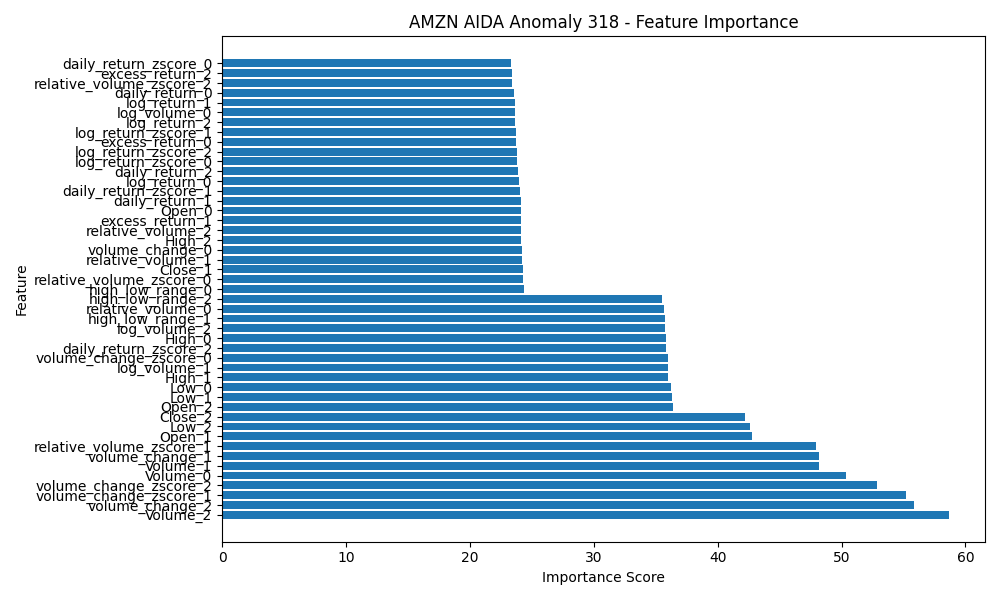 AMZN AIDA Anomaly 318 - Feature Importance
daily_return_zscore_0
excess_return_2
relative_volume_zscore_2
daily_return_0
log_return_1
log_volume_0
log_return_2
log_return_zscore_1
excess_return_0
log_return_zscore_2
log_return_zscore_0
daily_return_2
log_return_0
daily_return_zscore_1
daily_return_1
Open_0
excess_return_1
relative_volume_2
High_2
volume_change_0
relative_volume_1
Close_1
relative_volume_zscore_0
high_low_range_0
high_low_range_2
relative_volume_0
high_low_range_1
log_volume_2
High_0
daily_return_zscore_2
volume_change_zscore_0
log_volume_1
High_1
Low_0
Low_1
Open_2
Close_2
Low_2
Open_1
relative_volume_zscore_1
volume_change_1
Volume_1
Volume_0
volume_change_zscore_2
volume_change_zscore_1
volume_change_2
Volume_2
Feature
0 10 20 30 40 50 60
Importance Score